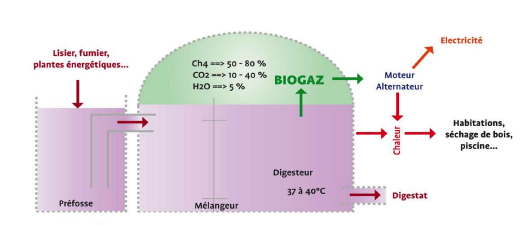 Lisier, fumier,
plantes énergétiques...
Préfosse
Ch4 ==> 50 - 80 %
CO2 ==> 10 - 40 %
H2O ==> 5 %
BIOGAZ
Mélangeur
Digesteur
37 à 40°C
Electricité
Moteur
Alternateur
Chaleur
Habitations,
séchage de bois,
piscine...
Digestat